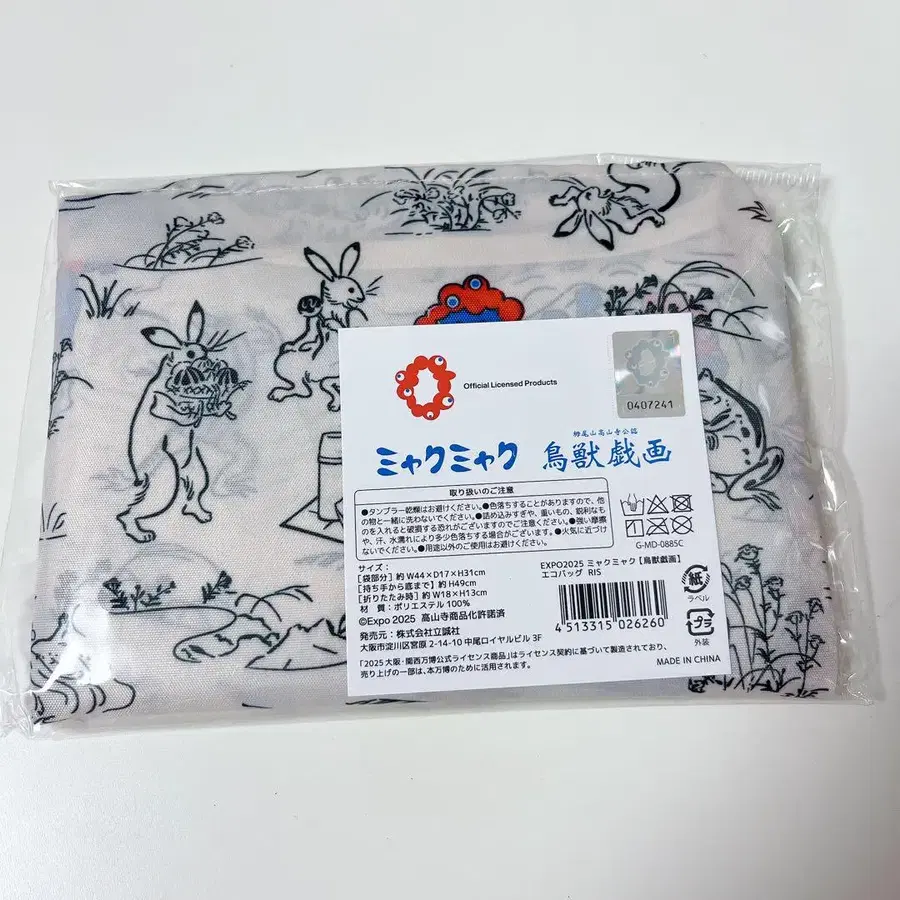 Official Licensed Products
0407241
栂尾山高山寺公認
ミャクミャク 鳥獣戯画
取り扱いのご注意
●タンブラー乾燥はお避けください。●色落ちすることがありますので、他
の物と一緒に洗わないでください。●詰め込みすぎや、重いもの、鋭利なも
のを入れると破損する恐れがございますのでご注意ください。●強い摩擦
や、汗、水濡れにより多少色落ちする場合がございます。●火気に近づけ
ないでください。●用途以外のご使用はお避けください。
G-MD-0885C
サイズ:
[袋部分] 約 W44×D17×H31cm
[持ち手から底まで] 約 H49cm
[折りたたみ時] 約 W18×H13cm
材 質:ポリエステル 100%
©Expo 2025 高山寺商品化許諾済
発売元:株式会社立誠社
大阪市淀川区宮原 2-14-10 中尾ロイヤルビル 3F
EXPO2025 ミャクミャク【鳥獣戯画】
エコバッグ RIS
4 513315 026260
紙
ラベル
プラ
外装
「2025 大阪・関西万博公式ライセンス商品」はライセンス契約に基づいて製造されており、
売り上げの一部は、本万博のために活用されます。
MADE IN CHINA